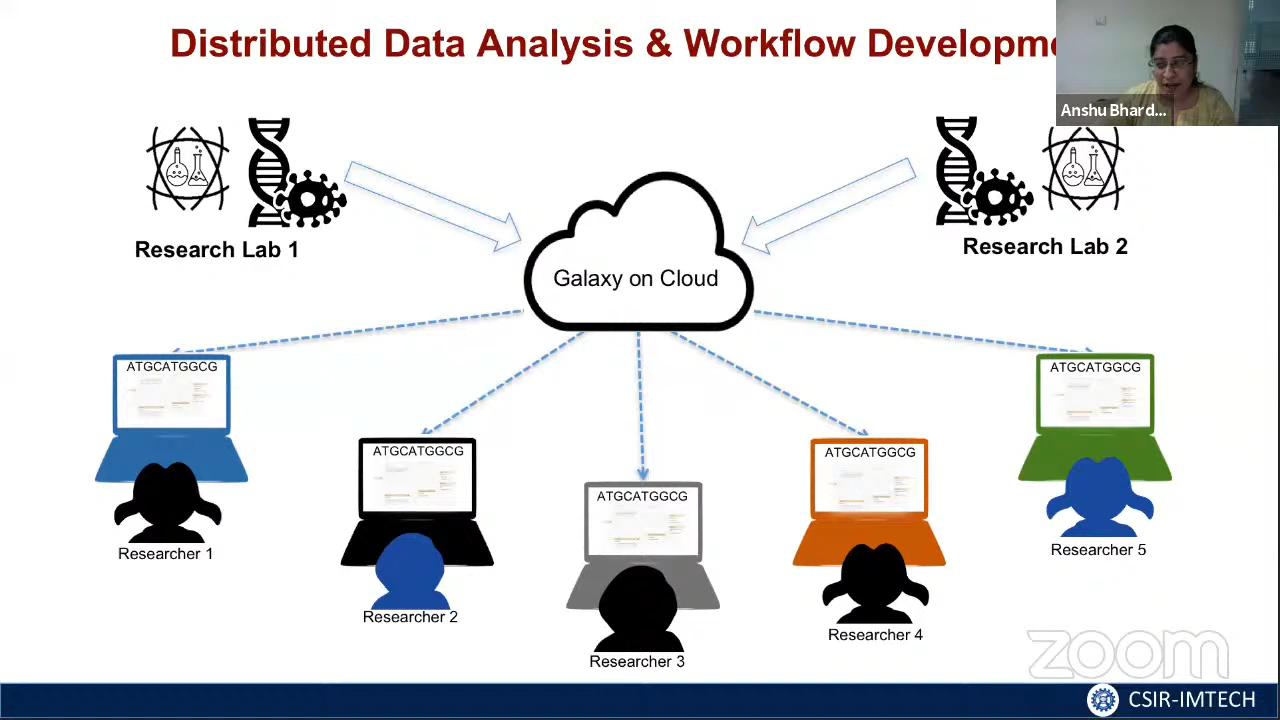 Distributed Data Analysis & Workflow Developme
Anshu Bhard...
Research Lab 1
Research Lab 2
Galaxy on Cloud
ATGCATGGCG
ATGCATGGCG
ATGCATGGCG
ATGCATGGCG
ATGCATGGCG
Researcher 1
Researcher 2
Researcher 3
Researcher 4
Researcher 5
zoom
CSIR-IMTECH